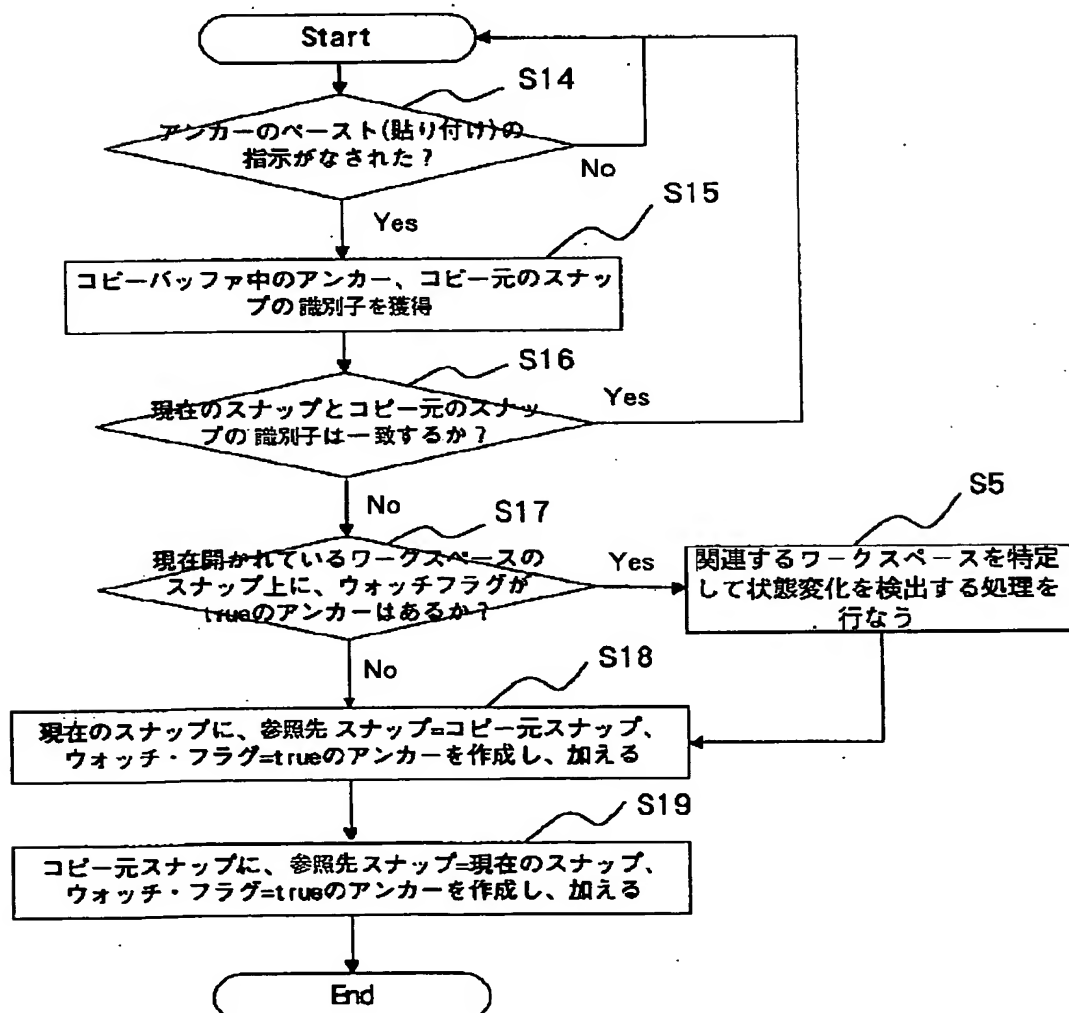 Start
S14
アンカーのペースト(貼り付け)の
指示がなされた?
No
Yes
S15
コピーバッファ中のアンカー、コピー元のスナッ
プの識別子を獲得
S16
現在のスナップとコピー元のスナッ
プの識別子は一致するか?
Yes
No
S17
現在開かれているワークスペースの
スナップ上に、ウォッチフラグが
trueのアンカーはあるか?
Yes
S5
関連するワークスペースを特定
して状態変化を検出する処理を
行なう
No
S18
現在のスナップに、参照先スナップ=コピー元スナップ、
ウォッチ・フラグ=trueのアンカーを作成し、加える
S19
コピー元スナップに、参照先スナップ=現在のスナップ、
ウォッチ・フラグ=trueのアンカーを作成し、加える
End